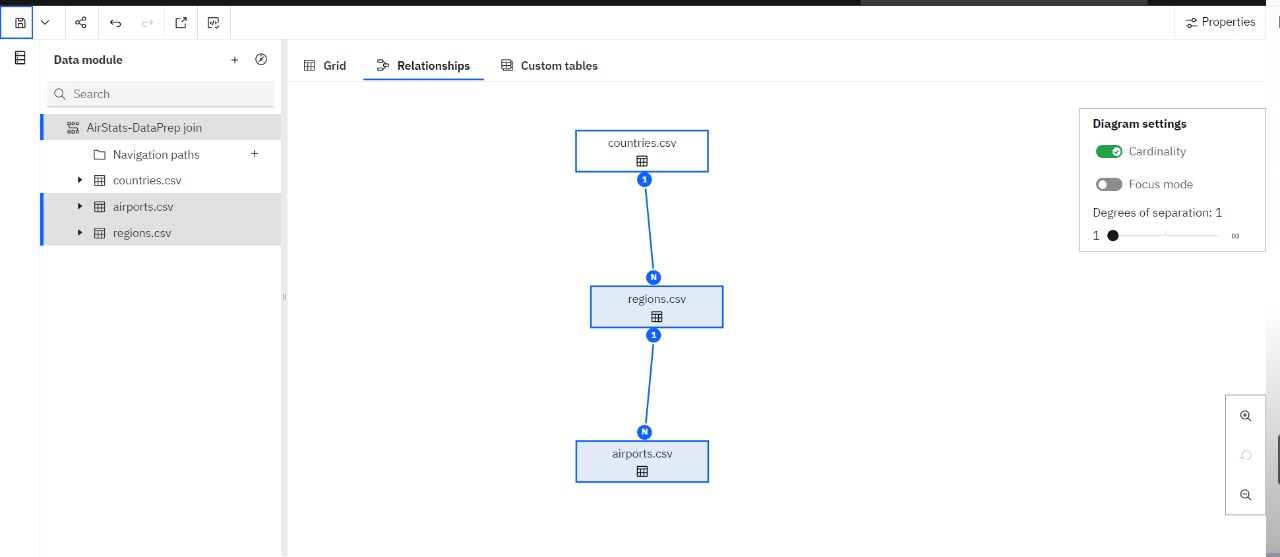 Properties
Data module
Search
AirStats-DataPrep join
Navigation paths
countries.csv
airports.csv
regions.csv
Grid
Relationships
Custom tables
countries.csv
1
N
regions.csv
1
N
airports.csv
Diagram settings
Cardinality
Focus mode
Degrees of separation: 1
1 ∞